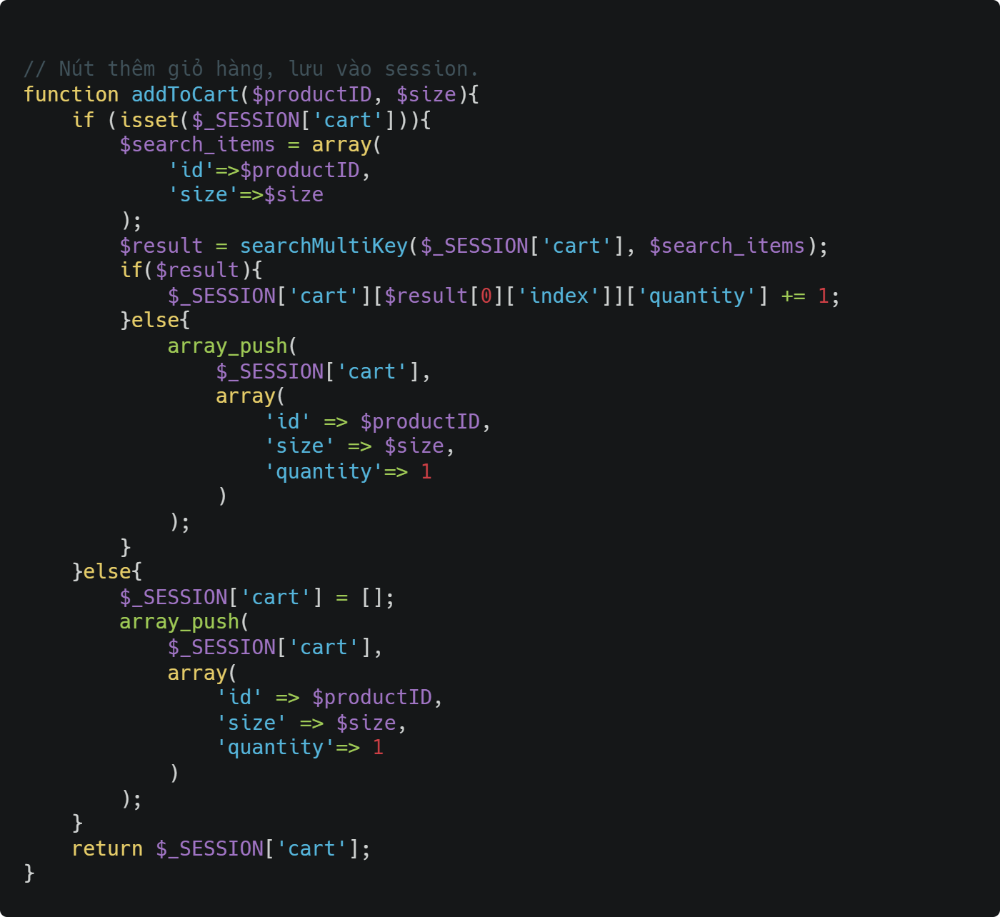 // Nút thêm giỏ hàng, lưu vào session.
function addToCart($productID, $size){
    if (isset($_SESSION['cart'])){
        $search_items = array(
            'id'=>$productID,
            'size'=>$size
        );
        $result = searchMultiKey($_SESSION['cart'], $search_items);
        if($result){
            $_SESSION['cart'][$result[0]['index']]['quantity'] += 1;
        }else{
            array_push(
                $_SESSION['cart'],
                array(
                    'id' => $productID,
                    'size' => $size,
                    'quantity'=> 1
                )
            );
        }
    }else{
        $_SESSION['cart'] = [];
        array_push(
            $_SESSION['cart'],
            array(
                'id' => $productID,
                'size' => $size,
                'quantity'=> 1
            )
        );
    }
    return $_SESSION['cart'];
}